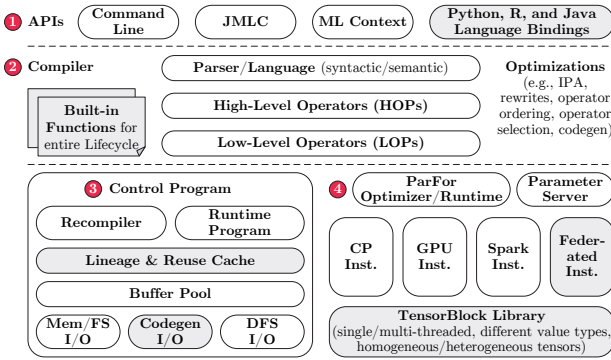 1 APIs
Command
Line
JMLC
ML Context
Python, R, and Java
Language Bindings
2 Compiler
Parser/Language (syntactic/semantic)
High-Level Operators (HOPs)
Low-Level Operators (LOPs)
Built-in
Functions for
entire Lifecycle
Optimizations
(e.g., IPA,
rewrites, operator
ordering, operator
selection, codegen)
3 Control Program
Recompiler
Runtime
Program
Lineage & Reuse Cache
Buffer Pool
Mem/FS
I/O
Codegen
I/O
DFS
I/O
4
ParFor
Optimizer/Runtime
Parameter
Server
CP
Inst.
GPU
Inst.
Spark
Inst.
Feder-
ated
Inst.
TensorBlock Library
(single/multi-threaded, different value types,
homogeneous/heterogeneous tensors)